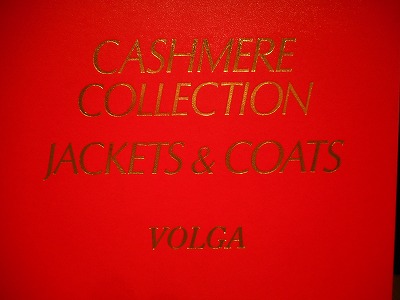 CASHMERE
COLLECTION
JACKETS & COATS
VOLGA